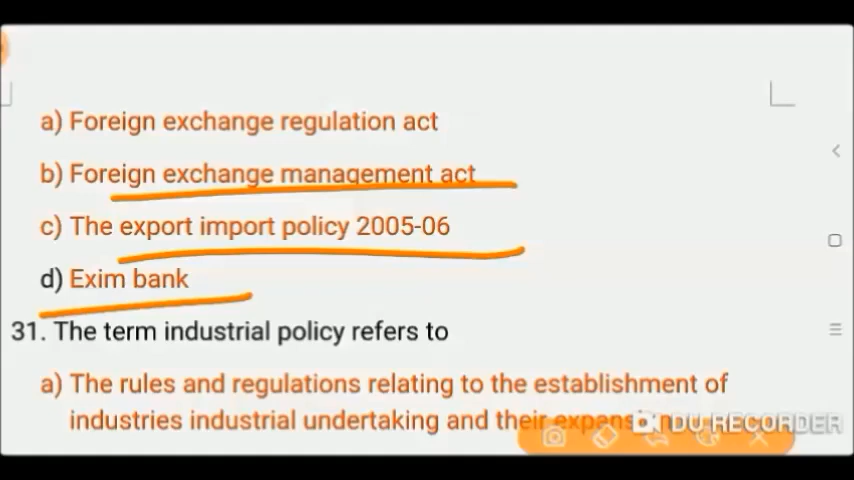 a) Foreign exchange regulation act
b) Foreign exchange management act
c) The export import policy 2005-06
d) Exim bank
31. The term industrial policy refers to
a) The rules and regulations relating to the establishment of
industries industrial undertaking and their
DU RECORDER